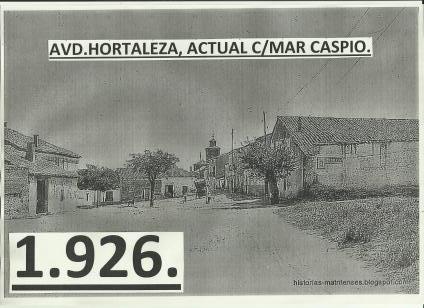 AVD.HORTALEZA, ACTUAL C/MAR CASPIO.
1.926.
historias-matritenses.blogspot.com